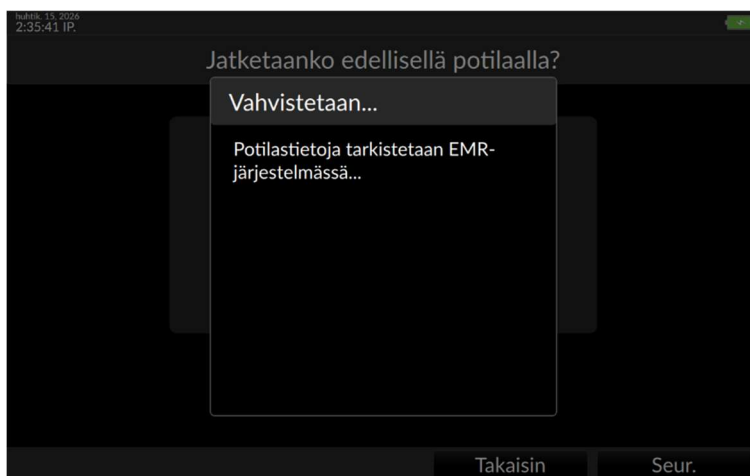 huhtik. 15, 2026
2:35:41 IP.
Jatketaanko edellisellä potilaalla?
Vahvistetaan...
Potilastietoja tarkistetaan EMR-
järjestelmässä...
Takaisin
Seur.